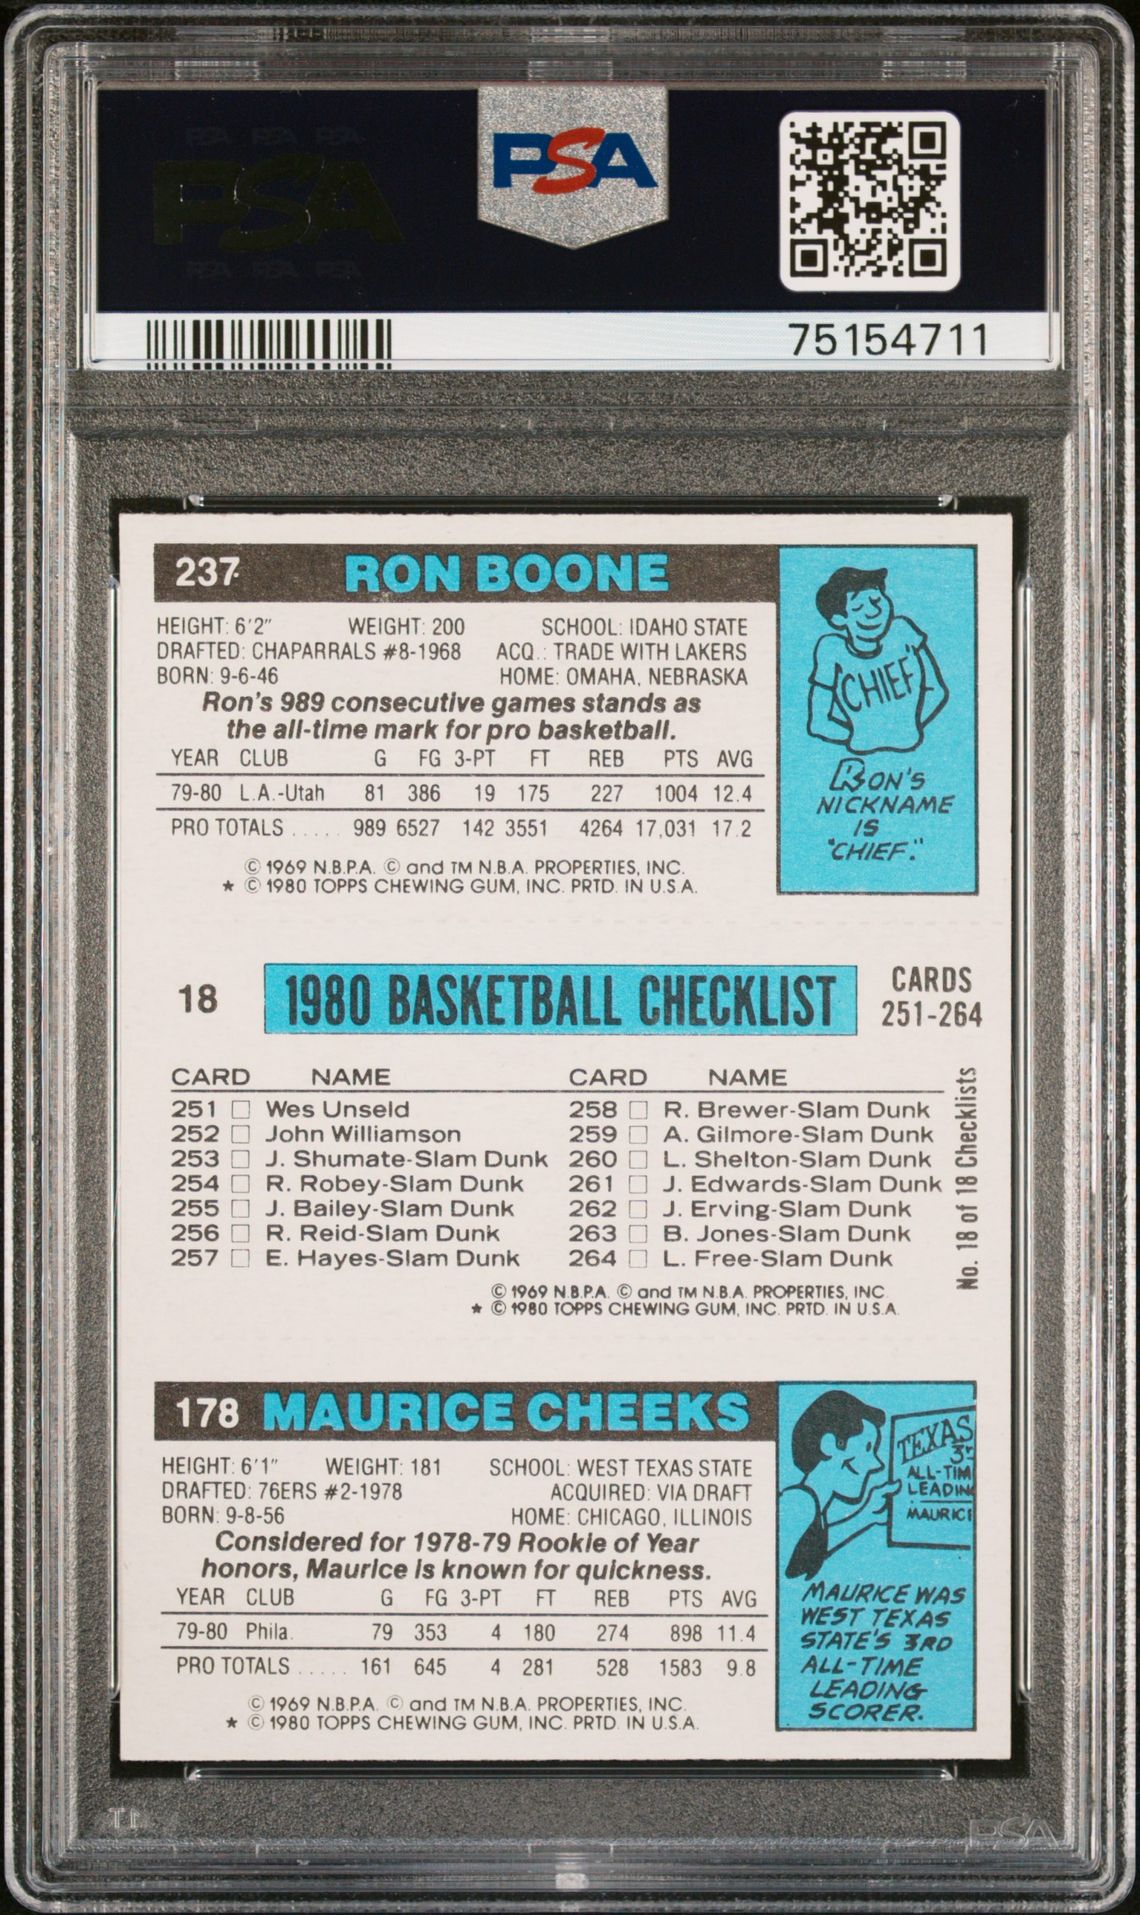 PSA PSA PSA
PSA
PSA PSA PSA
PSA
75154711
237 RON BOONE
HEIGHT: 6'2" WEIGHT: 200 SCHOOL: IDAHO STATE
DRAFTED: CHAPARRALS #8-1968 ACQ.: TRADE WITH LAKERS
BORN: 9-6-46 HOME: OMAHA, NEBRASKA
Ron's 989 consecutive games stands as
the all-time mark for pro basketball.
YEAR CLUB G FG 3-PT FT REB PTS AVG
79-80 L.A.-Utah 81 386 19 175 227 1004 12.4
PRO TOTALS ..... 989 6527 142 3551 4264 17,031 17.2
© 1969 N.B.P.A. © and TM N.B.A. PROPERTIES, INC.
★ © 1980 TOPPS CHEWING GUM, INC. PRTD. IN U.S.A.
CHIEF
RON'S
NICKNAME
IS
"CHIEF."
18 1980 BASKETBALL CHECKLIST CARDS
251-264
CARD NAME CARD NAME
251 □ Wes Unseld 258 □ R. Brewer-Slam Dunk
252 □ John Williamson 259 □ A. Gilmore-Slam Dunk
253 □ J. Shumate-Slam Dunk 260 □ L. Shelton-Slam Dunk
254 □ R. Robey-Slam Dunk 261 □ J. Edwards-Slam Dunk
255 □ J. Bailey-Slam Dunk 262 □ J. Erving-Slam Dunk
256 □ R. Reid-Slam Dunk 263 □ B. Jones-Slam Dunk
257 □ E. Hayes-Slam Dunk 264 □ L. Free-Slam Dunk
No. 18 of 18 Checklists
© 1969 N.B.P.A. © and TM N.B.A. PROPERTIES, INC.
★ © 1980 TOPPS CHEWING GUM, INC. PRTD. IN U.S.A.
178 MAURICE CHEEKS
HEIGHT: 6'1" WEIGHT: 181 SCHOOL: WEST TEXAS STATE
DRAFTED: 76ERS #2-1978 ACQUIRED: VIA DRAFT
BORN: 9-8-56 HOME: CHICAGO, ILLINOIS
Considered for 1978-79 Rookie of Year
honors, Maurice is known for quickness.
YEAR CLUB G FG 3-PT FT REB PTS AVG
79-80 Phila. 79 353 4 180 274 898 11.4
PRO TOTALS ..... 161 645 4 281 528 1583 9.8
© 1969 N.B.P.A. © and TM N.B.A. PROPERTIES, INC.
★ © 1980 TOPPS CHEWING GUM, INC. PRTD. IN U.S.A.
TEXAS
ALL-TIM
LEADIN
MAURICE
MAURICE WAS
WEST TEXAS
STATE'S 3RD
ALL-TIME
LEADING
SCORER.
PSA